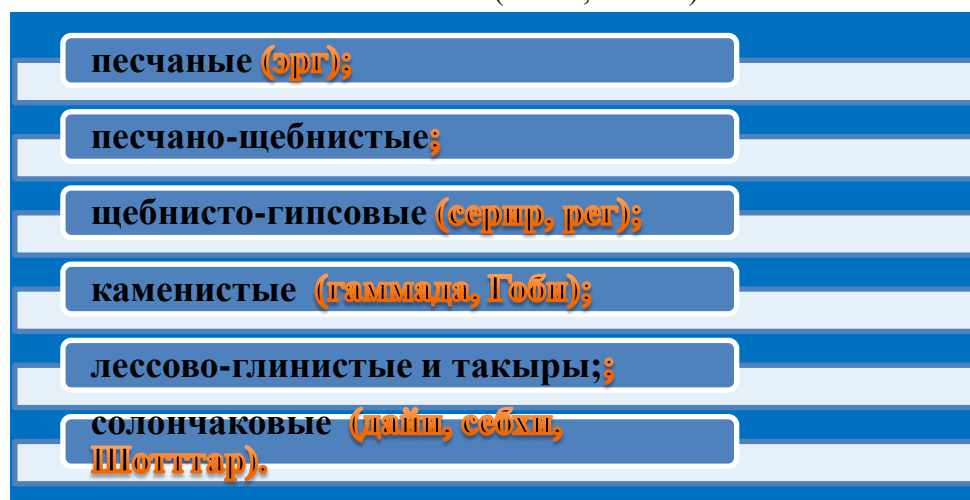 песчаные (эрг);
песчано-щебнистые;
щебнисто-гипсовые (серир, рег);
каменистые (гаммада, Гоби);
лессово-глинистые и такыры;;
солончаковые (дайи, себхи,
Шотттар).